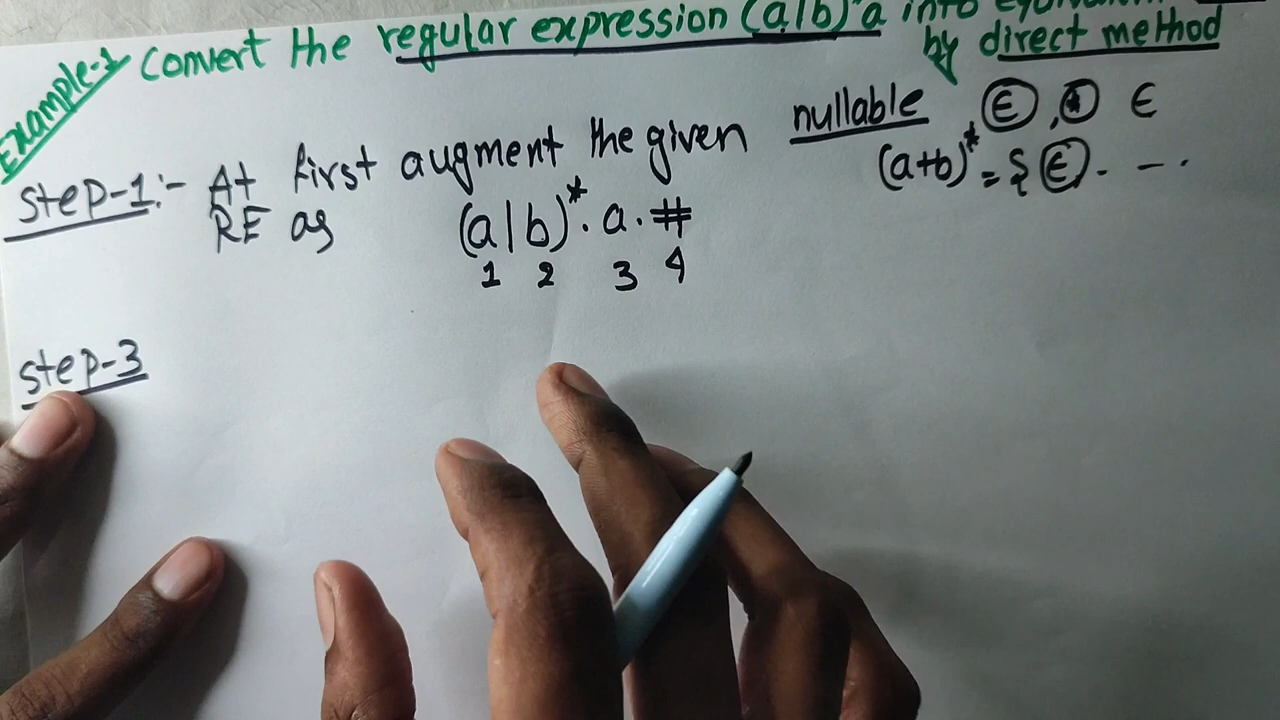 Example-1 Convert the regular expression (a/b)*a into
by direct method
nullable ∈, ∈
(a+b)* = { ∈ - - - .
Step-1:- At first augment the given
RE as (a|b)*.a.#
1 2 3 4
Step-3